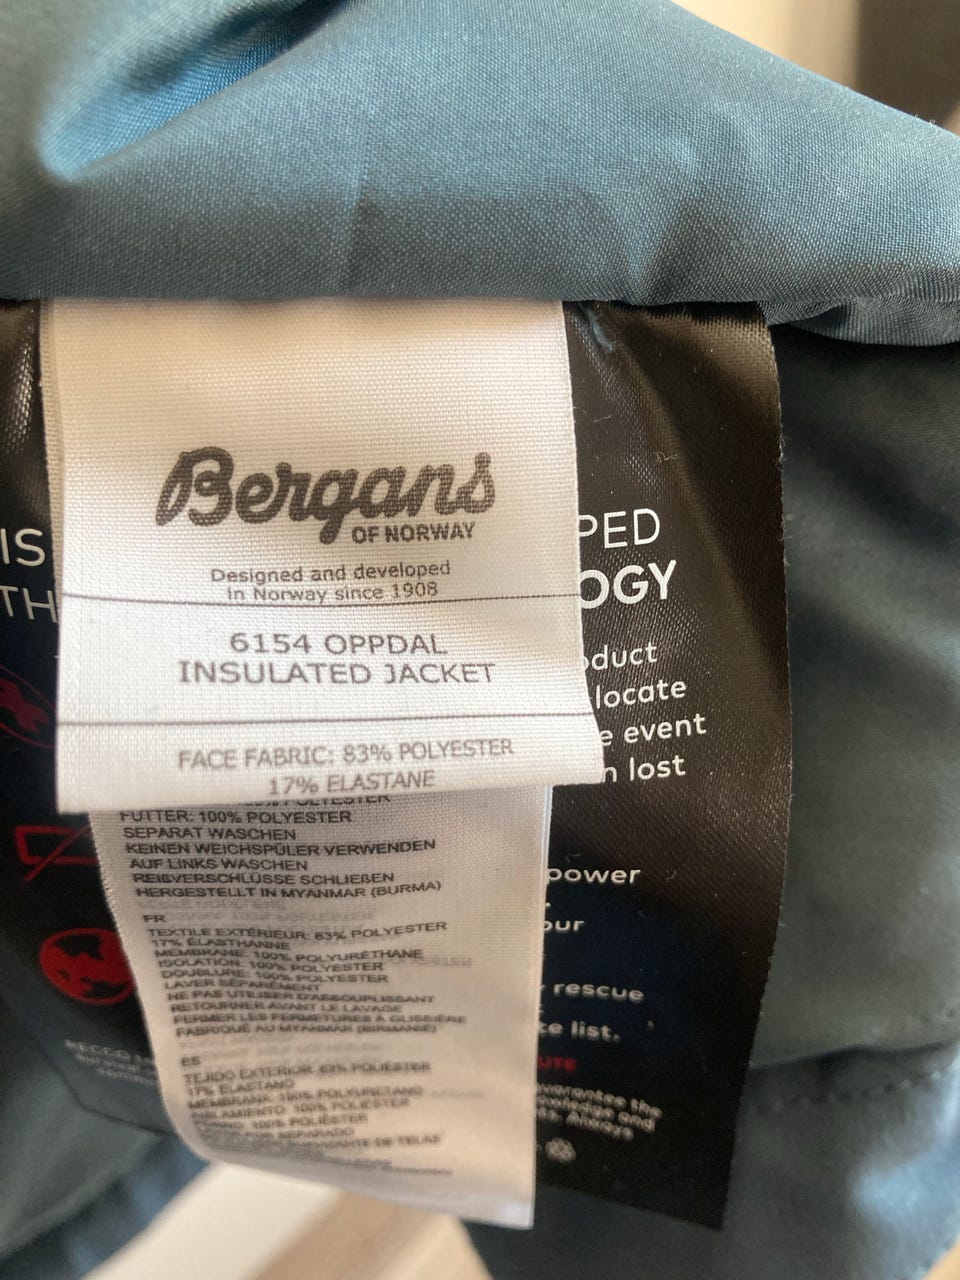 Bergans
OF NORWAY
Designed and developed
in Norway since 1908
6154 OPPDAL
INSULATED JACKET
FACE FABRIC: 83% POLYESTER
17% ELASTANE
FUTTER: 100% POLYESTER
SEPARAT WASCHEN
KEINEN WEICHSPÜLER VERWENDEN
AUF LINKS WASCHEN
REIßVERSCHLÜSSE SCHLIEßEN
HERGESTELLT IN MYANMAR (BURMA)
FR
TEXTILE EXTÉRIEUR: 83% POLYESTER
17% ÉLASTHANNE
MEMBRANE: 100% POLYURÉTHANE
ISOLATION: 100% POLYESTER
DOUBLURE: 100% POLYESTER
LAVER SÉPARÉMENT
NE PAS UTILISER D'ASSOUPLISSANT
RETOURNER AVANT LE LAVAGE
FERMER LES FERMETURES À GLISSIÈRE
FABRIQUÉ AU MYANMAR (BIRMANIE)
ES
TEJIDO EXTERIOR: 83% POLIÉSTER
17% ELASTANO
MEMBRANA: 100% POLIURETANO
AISLAMIENTO: 100% POLIÉSTER
IS
TH
PED
OGY
oduct
locate
e event
n lost
power
our
rescue
te list.
RECCO